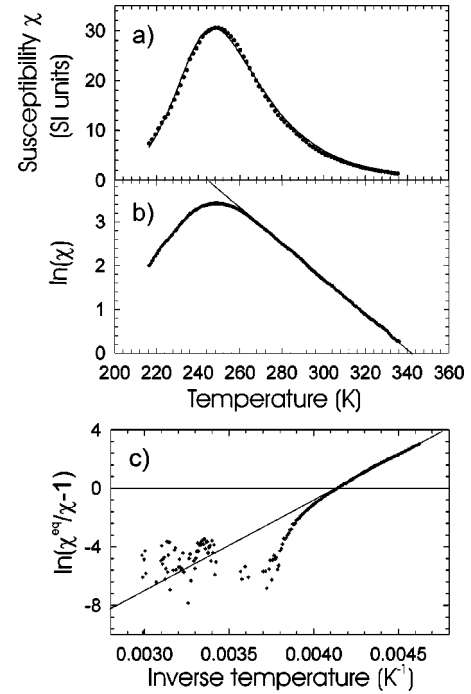 a)
Susceptibility χ
(SI units)
30
20
10
0
b)
ln(χ)
3
2
1
0
200 220 240 260 280 300 320 340 360
Temperature (K)
c)
ln(χ^eq/χ-1)
4
0
-4
-8
0.0030 0.0035 0.0040 0.0045
Inverse temperature (K⁻¹)